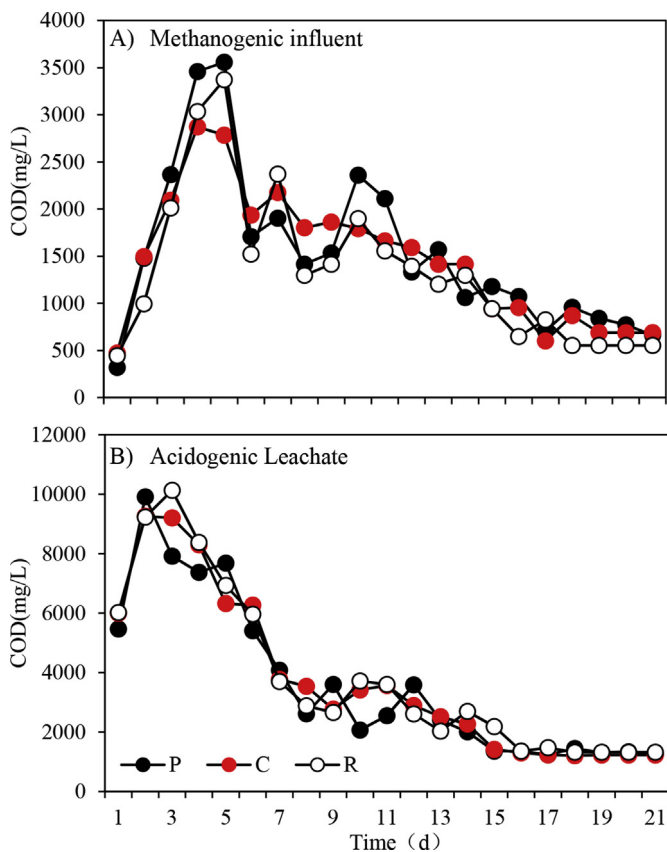 A) Methanogenic influent
COD(mg/L)
4000
3500
3000
2500
2000
1500
1000
500
0
B) Acidogenic Leachate
COD(mg/L)
12000
10000
8000
6000
4000
2000
0
P C R
1 3 5 7 9 11 13 15 17 19 21
Time（d）